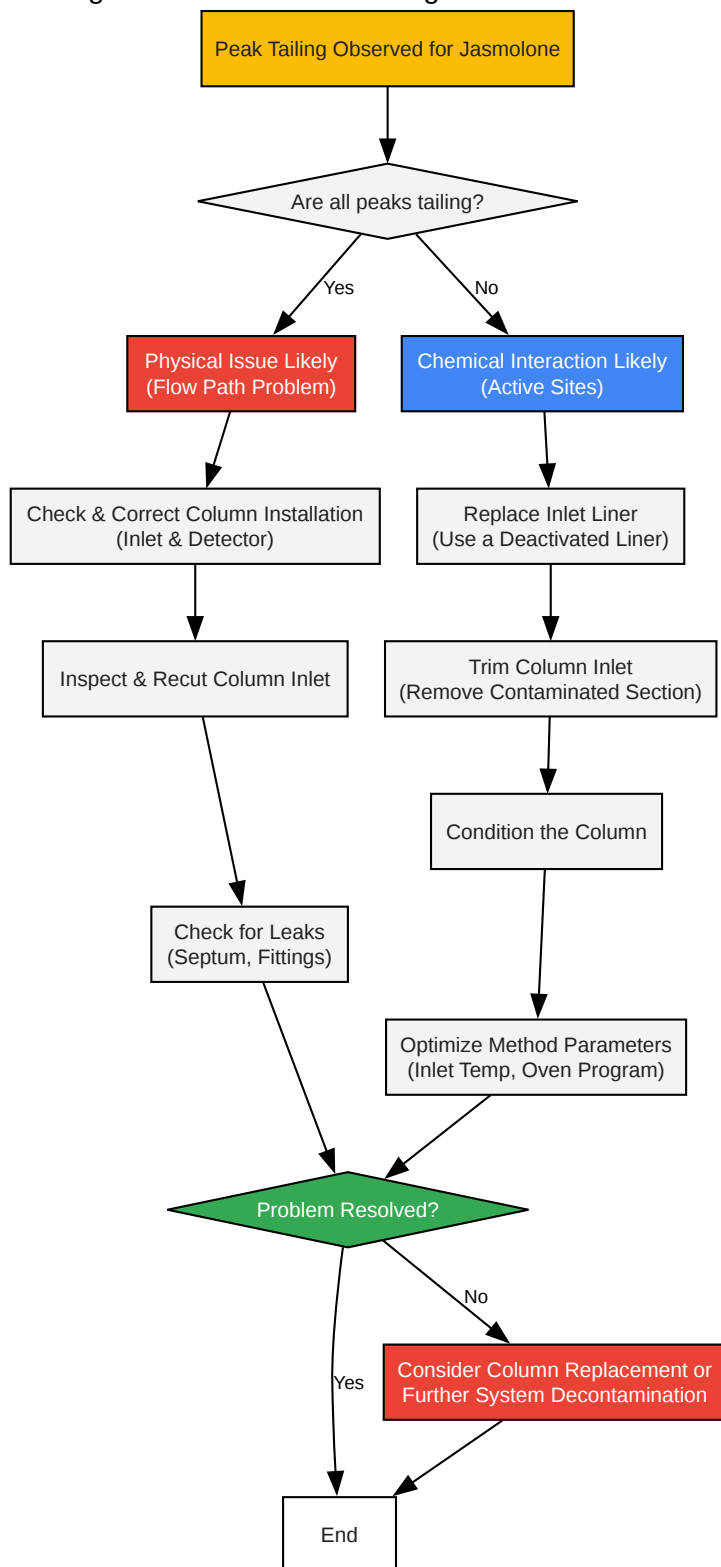 Peak Tailing Observed for Jasmolone
Are all peaks tailing?
Yes
No
Physical Issue Likely
(Flow Path Problem)
Chemical Interaction Likely
(Active Sites)
Check & Correct Column Installation
(Inlet & Detector)
Replace Inlet Liner
(Use a Deactivated Liner)
Inspect & Recut Column Inlet
Trim Column Inlet
(Remove Contaminated Section)
Condition the Column
Check for Leaks
(Septum, Fittings)
Optimize Method Parameters
(Inlet Temp, Oven Program)
Problem Resolved?
No
Yes
Consider Column Replacement or
Further System Decontamination
End